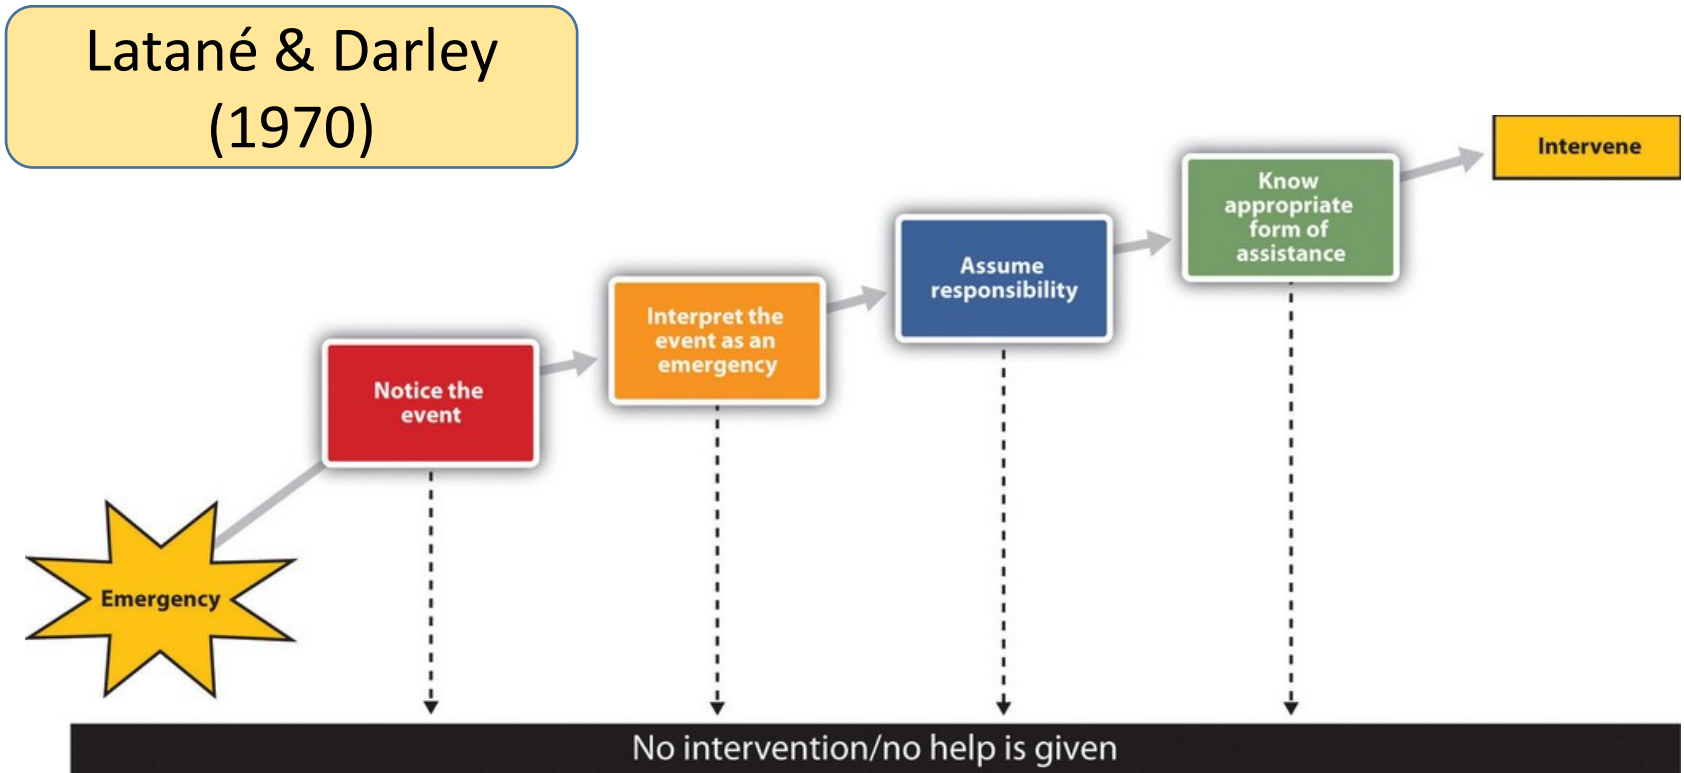 Latané & Darley
(1970)
Intervene
Know
appropriate
form of
assistance
Assume
responsibility
Interpret the
event as an
emergency
Notice the
event
Emergency
No intervention/no help is given